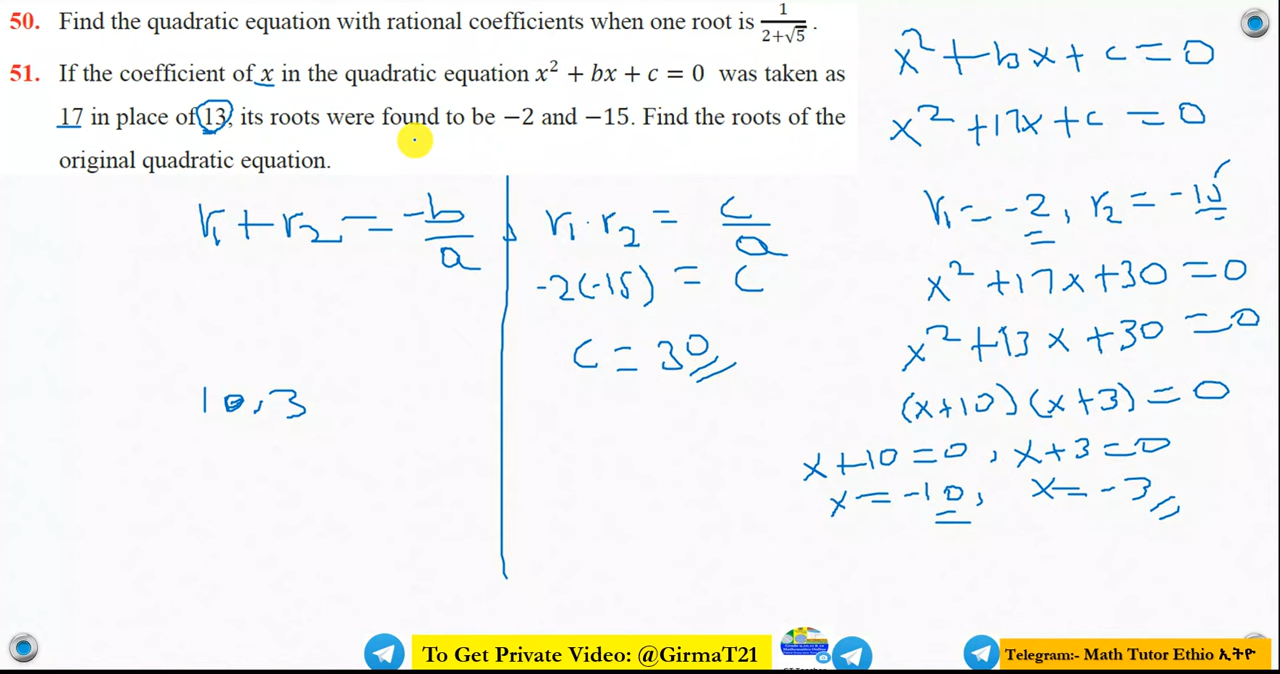 50. Find the quadratic equation with rational coefficients when one root is 1/(2+√5) .
51. If the coefficient of x in the quadratic equation x² + bx + c = 0 was taken as
17 in place of 13, its roots were found to be −2 and −15. Find the roots of the
original quadratic equation.
x² + bx + c = 0
x² + 17x + c = 0
r₁ = -2, r₂ = -15
x² + 17x + 30 = 0
x² + 13x + 30 = 0
(x+10)(x+3) = 0
x+10=0, x+3=0
x=-10, x=-3
r₁ + r₂ = -b/a
10, 3
r₁ · r₂ = c/a
-2(-15) = c
c = 30
To Get Private Video: @GirmaT21
Telegram:- Math Tutor Ethio ኢትዮ